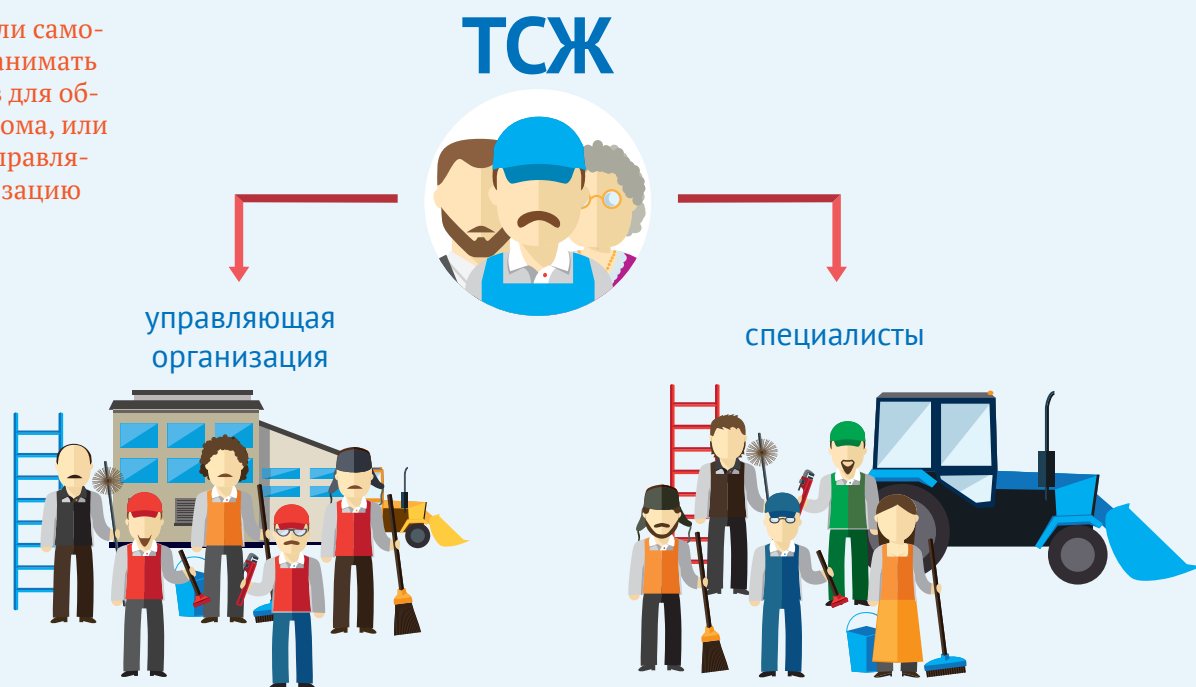 ли само-
анимать
в для об-
ома, или
правля-
зацию
ТСЖ
управляющая
организация
специалисты